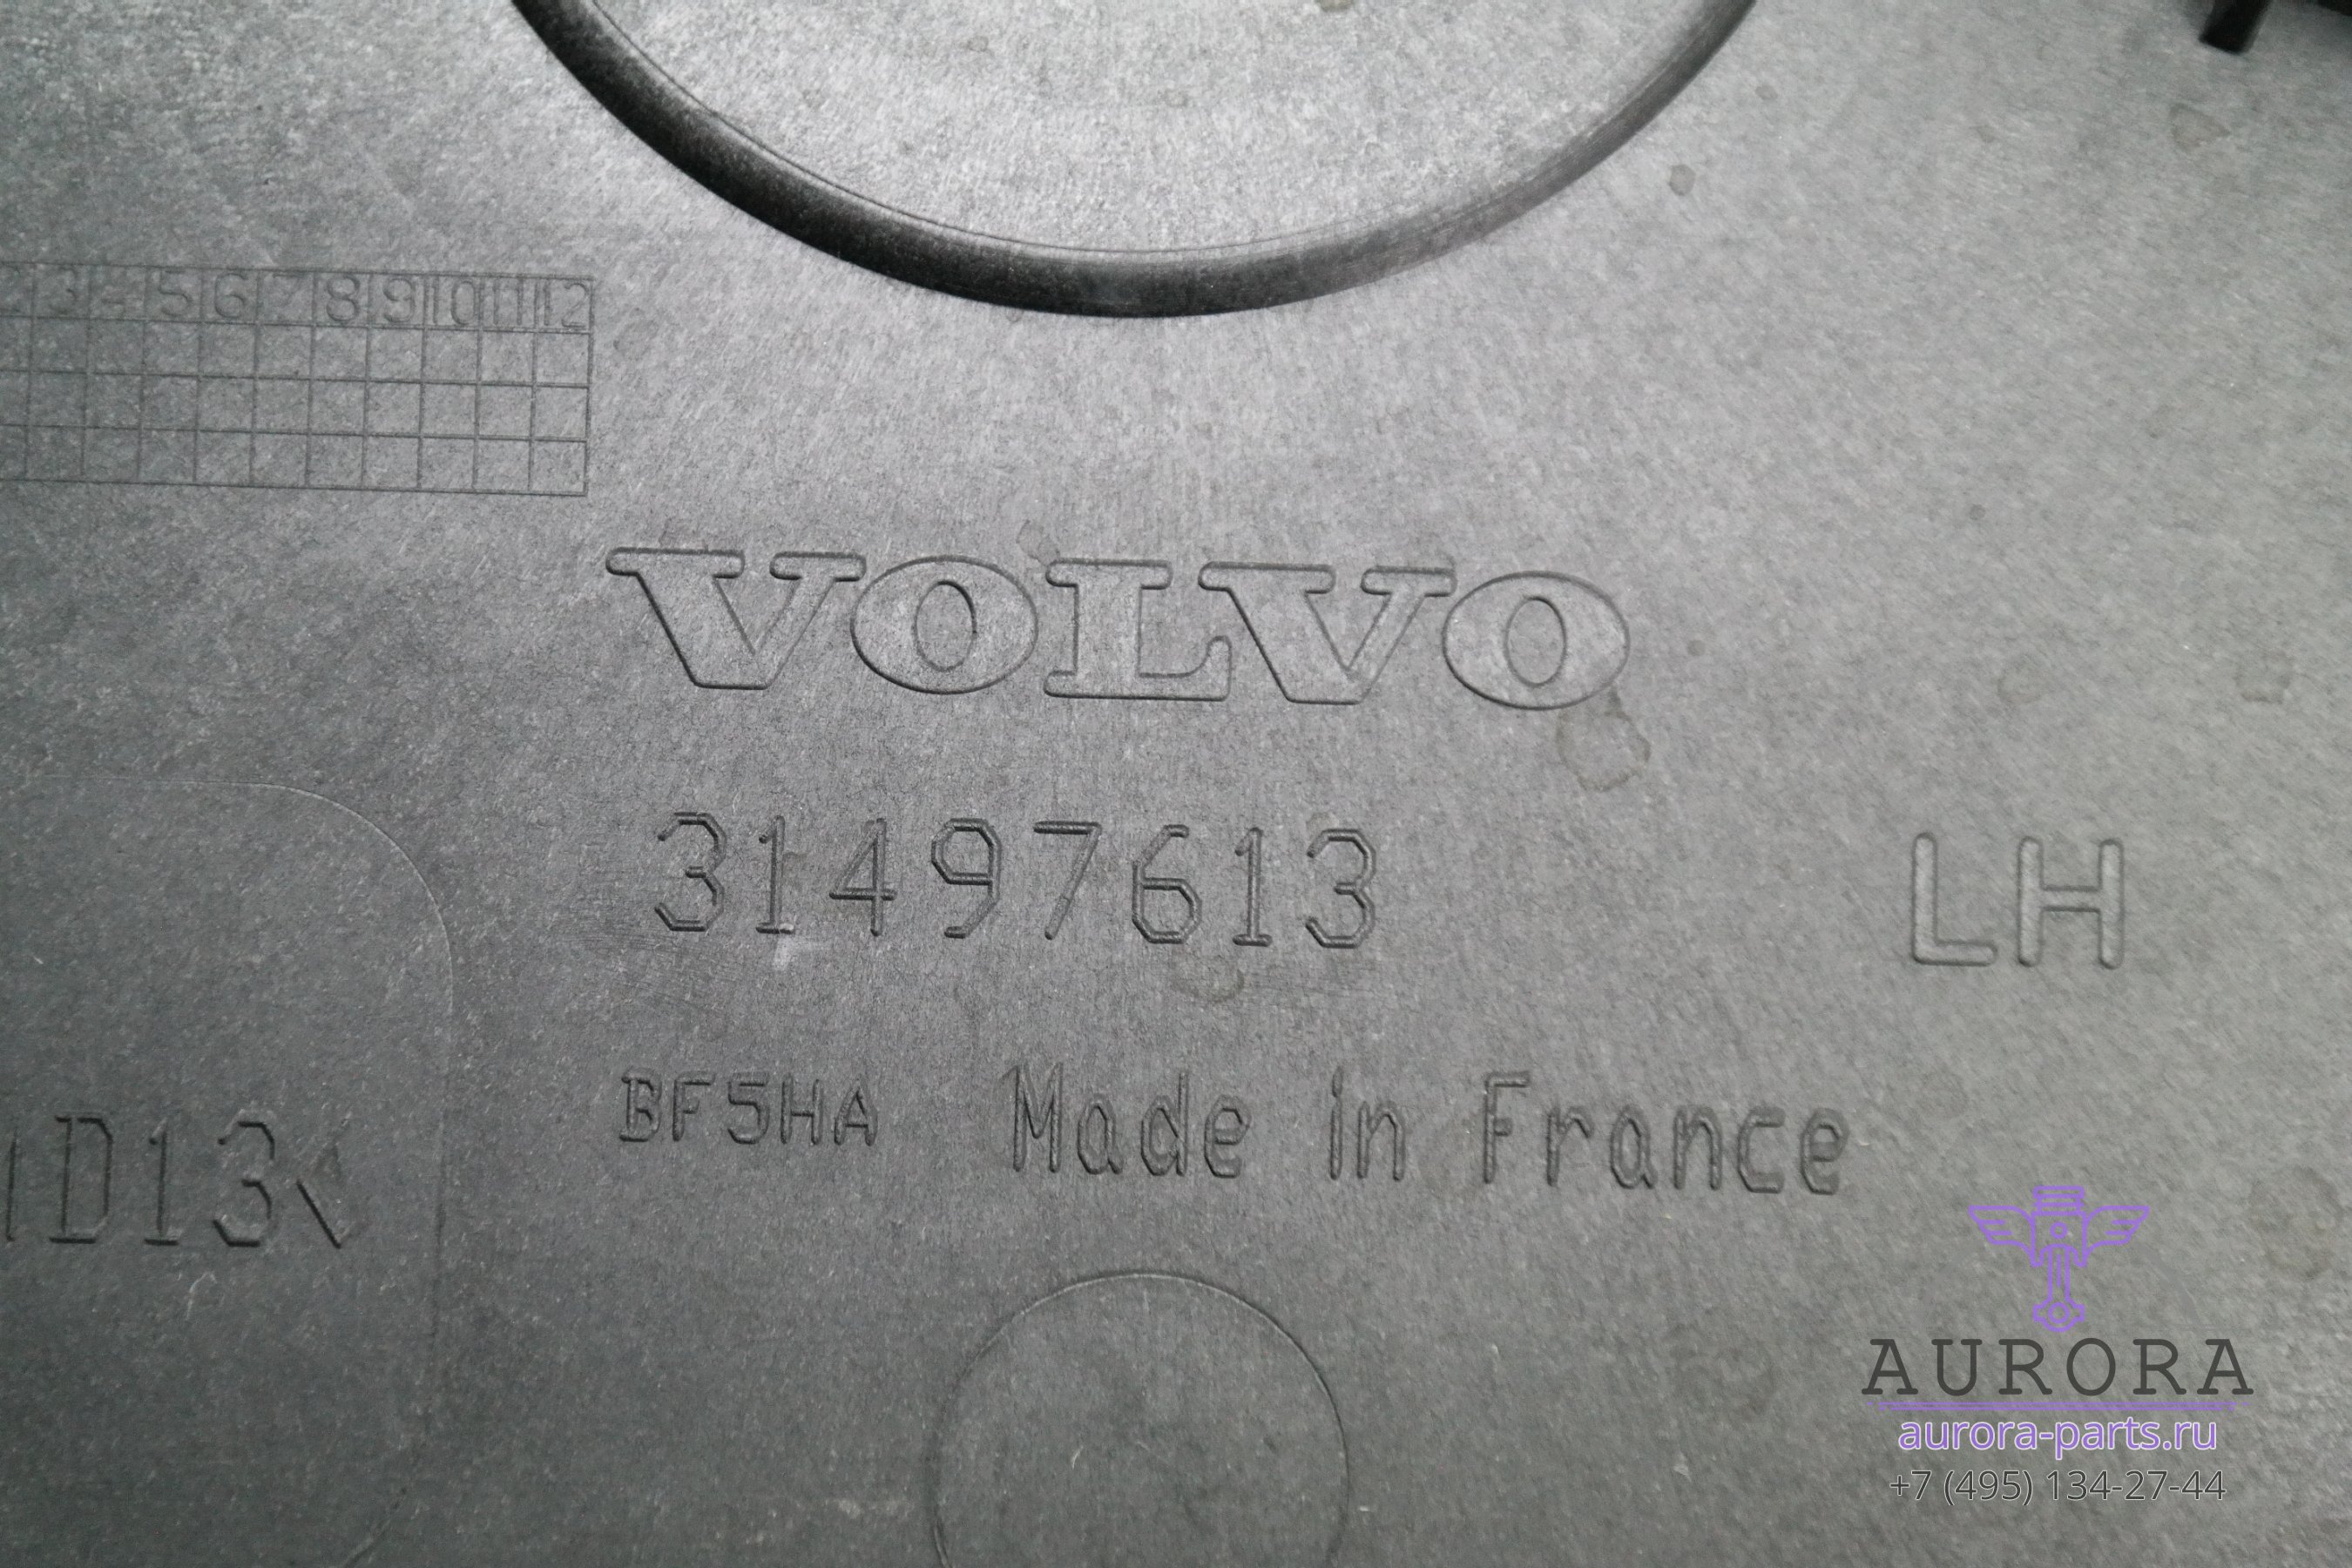 3 4 5 6 7 8 9 10 11 12
VOLVO
31497613 LH
BF5HA Made in France
D13<
AURORA
aurora-parts.ru
+7 (495) 134-27-44